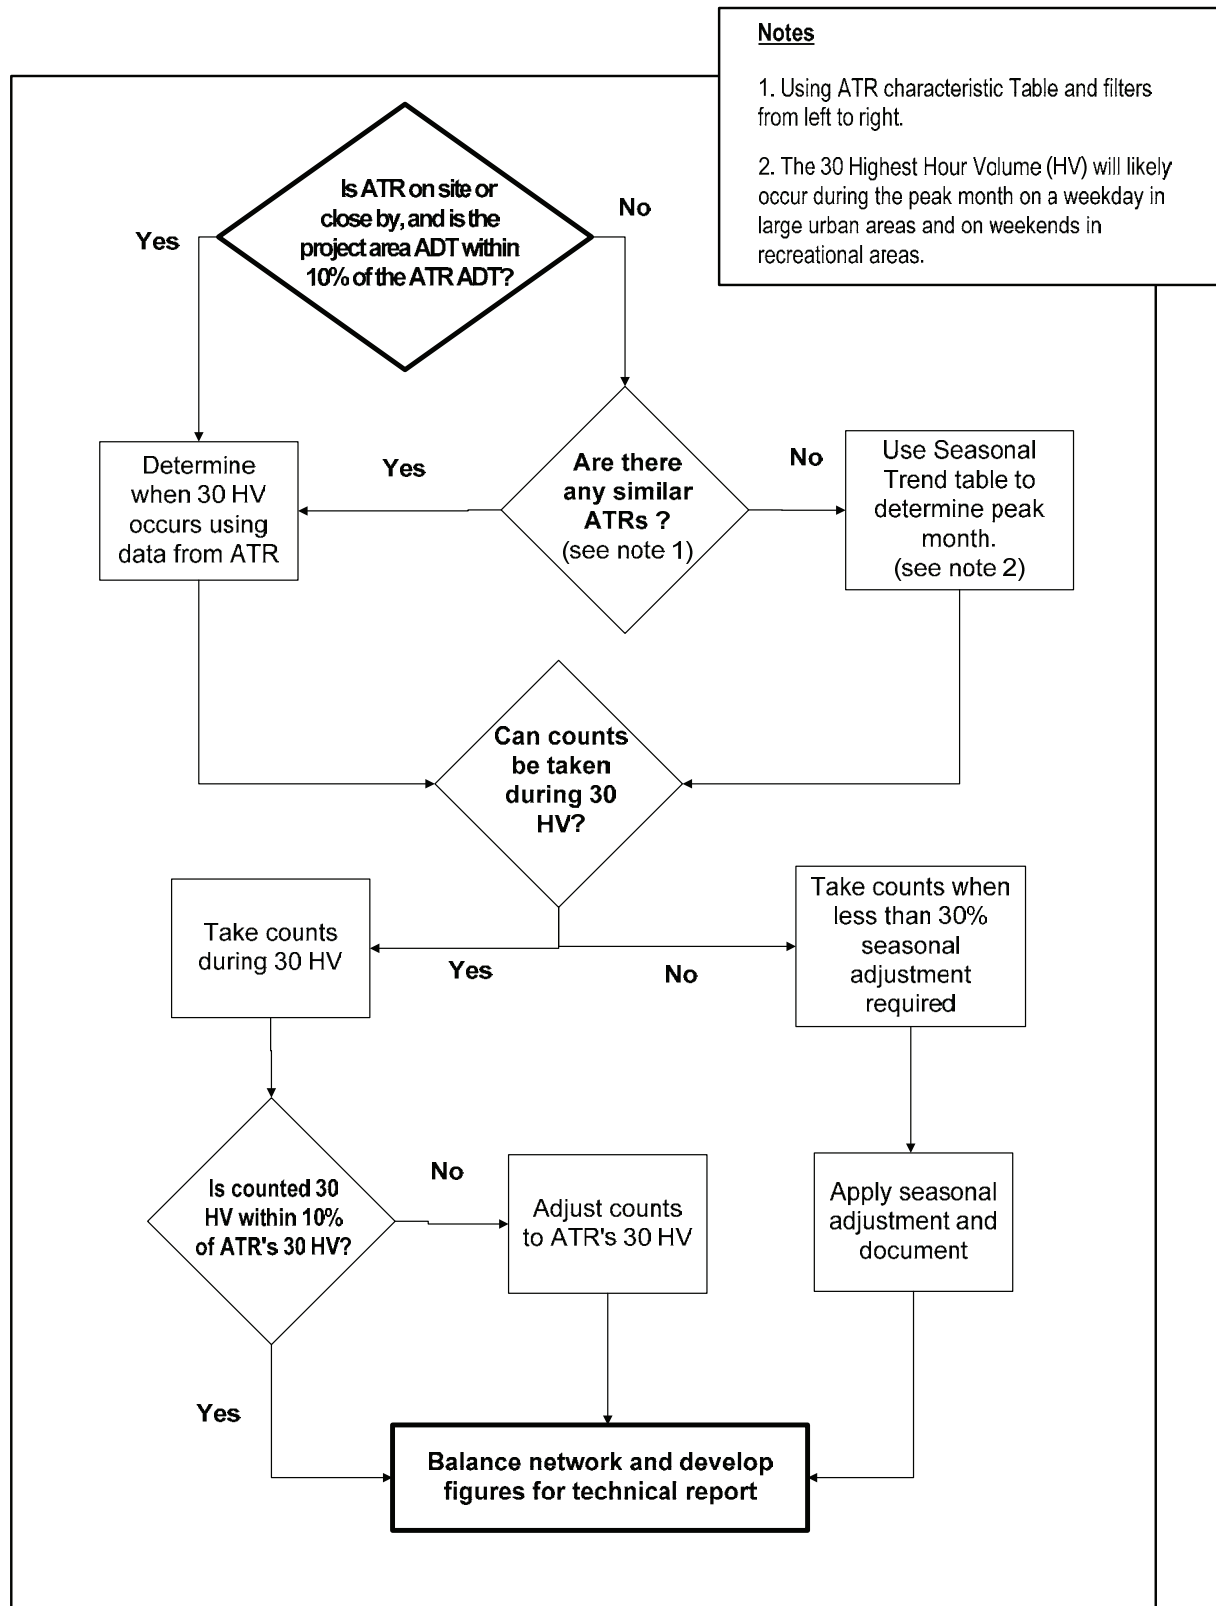 Notes
1. Using ATR characteristic Table and filters
from left to right.
2. The 30 Highest Hour Volume (HV) will likely
occur during the peak month on a weekday in
large urban areas and on weekends in
recreational areas.
Is ATR on site or
close by, and is the
project area ADT within
10% of the ATR ADT?
Yes
No
Determine
when 30 HV
occurs using
data from ATR
Yes
Are there
any similar
ATRs ?
(see note 1)
No
Use Seasonal
Trend table to
determine peak
month.
(see note 2)
Can counts
be taken
during 30
HV?
Take counts
during 30 HV
Yes
No
Take counts when
less than 30%
seasonal
adjustment
required
Is counted 30
HV within 10%
of ATR's 30 HV?
No
Adjust counts
to ATR's 30 HV
Apply seasonal
adjustment and
document
Yes
Balance network and develop
figures for technical report